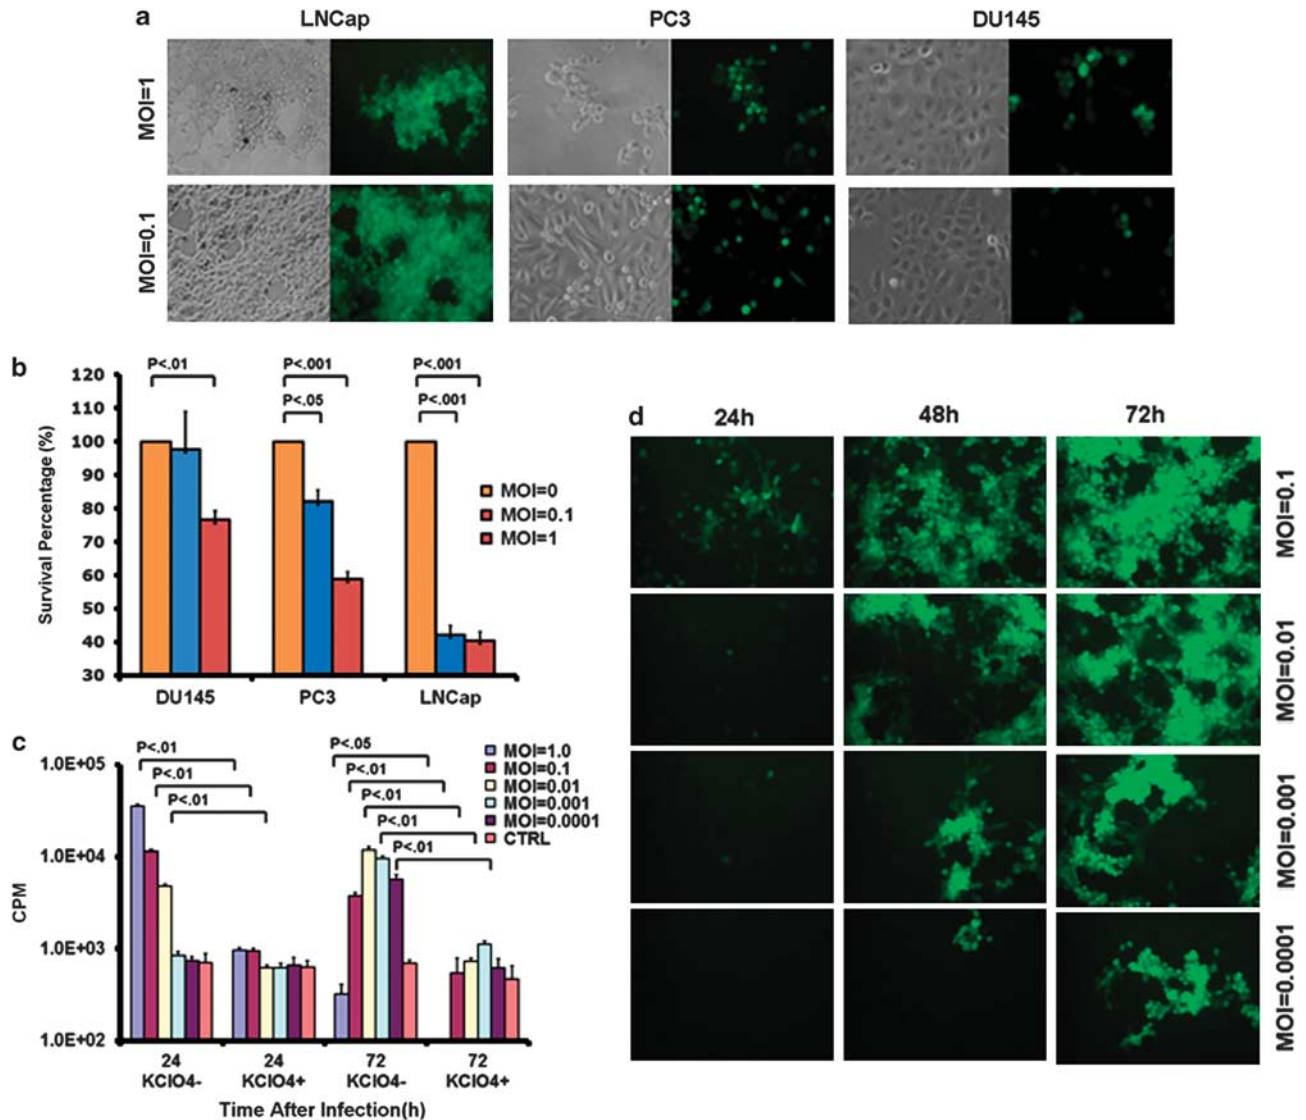 a
LNCap PC3 DU145
MOI=1
MOI=0.1
b
P<.01 P<.001 P<.001
P<.05 P<.001
120
110
100
90
80
70
60
50
40
30
Survival Percentage (%)
MOI=0
MOI=0.1
MOI=1
DU145 PC3 LNCap
c
P<.01
P<.01
P<.01
P<.05
P<.01
P<.01
P<.01
P<.01
MOI=1.0
MOI=0.1
MOI=0.01
MOI=0.001
MOI=0.0001
CTRL
1.0E+05
1.0E+04
1.0E+03
1.0E+02
CPM
24 24 72 72
KClO4- KClO4+ KClO4- KClO4+
Time After Infection(h)
d
24h 48h 72h
MOI=0.1
MOI=0.01
MOI=0.001
MOI=0.0001